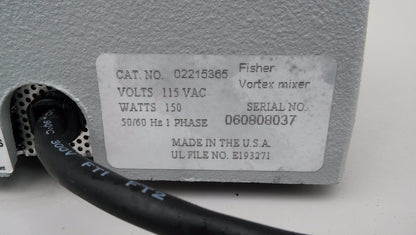 CAT. NO. 02215365 Fisher
Vortex mixer
VOLTS 115 VAC
WATTS 150 SERIAL NO.
50/60 Hz 1 PHASE 060808037
MADE IN THE U.S.A.
UL FILE NO. E193271
300V FT1 FT2